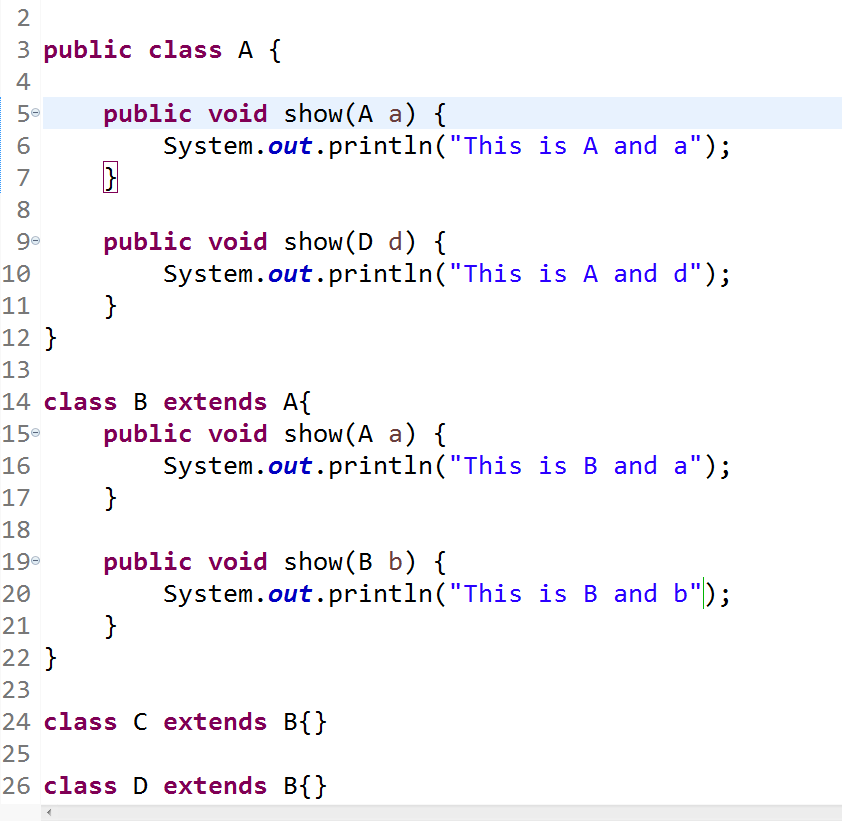 2
3 public class A {
4
5 public void show(A a) {
6 System.out.println("This is A and a");
7 }
8
9 public void show(D d) {
10 System.out.println("This is A and d");
11 }
12 }
13
14 class B extends A{
15 public void show(A a) {
16 System.out.println("This is B and a");
17 }
18
19 public void show(B b) {
20 System.out.println("This is B and b");
21 }
22 }
23
24 class C extends B{}
25
26 class D extends B{}